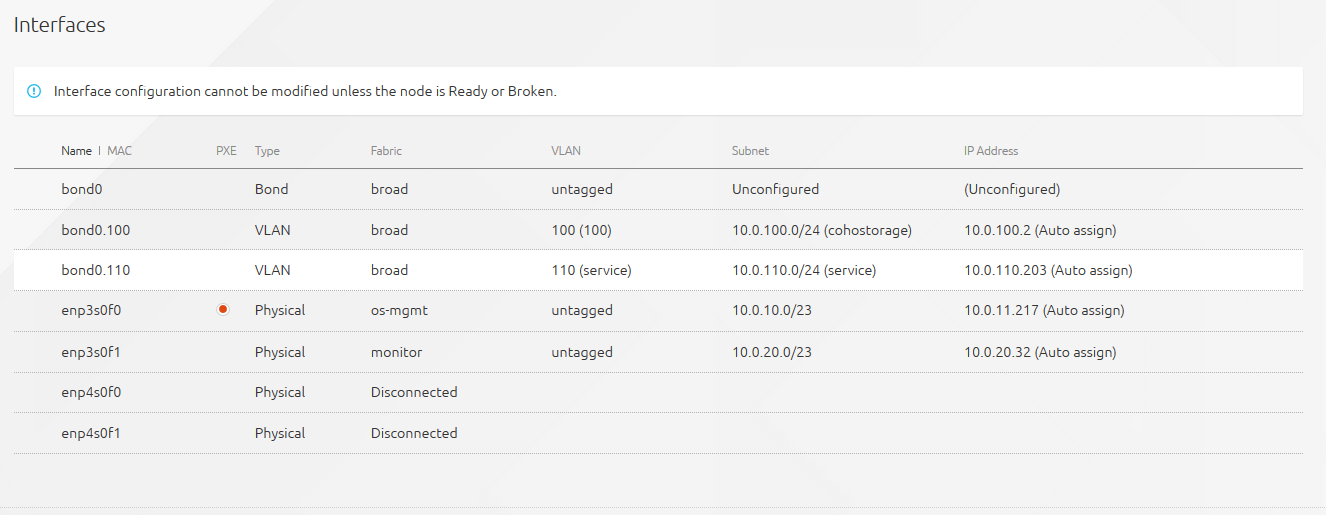 Interfaces
Interface configuration cannot be modified unless the node is Ready or Broken.
Name | MAC PXE Type Fabric VLAN Subnet IP Address
bond0 Bond broad untagged Unconfigured (Unconfigured)
bond0.100 VLAN broad 100 (100) 10.0.100.0/24 (cohostorage) 10.0.100.2 (Auto assign)
bond0.110 VLAN broad 110 (service) 10.0.110.0/24 (service) 10.0.110.203 (Auto assign)
enp3s0f0 Physical os-mgmt untagged 10.0.10.0/23 10.0.11.217 (Auto assign)
enp3s0f1 Physical monitor untagged 10.0.20.0/23 10.0.20.32 (Auto assign)
enp4s0f0 Physical Disconnected
enp4s0f1 Physical Disconnected